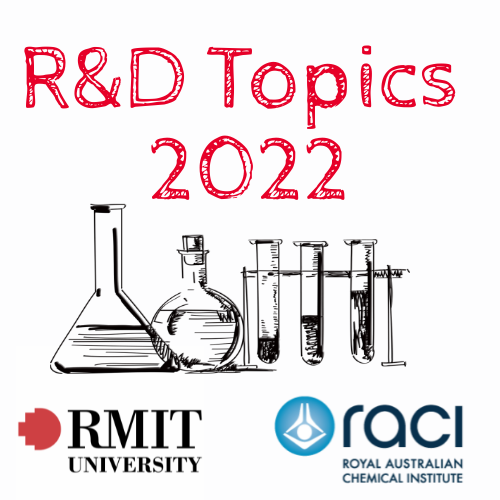 R&D Topics
2022
RMIT
UNIVERSITY
raci
ROYAL AUSTRALIAN
CHEMICAL INSTITUTE